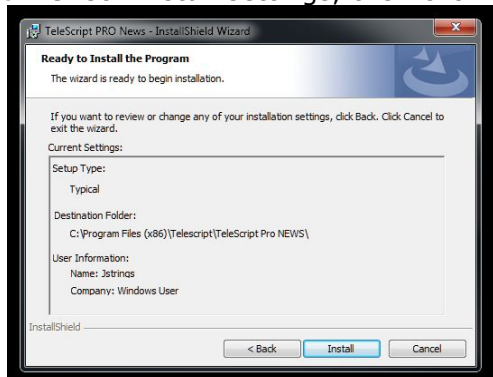 TeleScript PRO News - InstallShield Wizard
Ready to Install the Program
The wizard is ready to begin installation.
If you want to review or change any of your installation settings, click Back. Click Cancel to
exit the wizard.
Current Settings:
Setup Type:
Typical
Destination Folder:
C:\Program Files (x86)\Telescript\TeleScript Pro NEWS\
User Information:
Name: Jstrings
Company: Windows User
InstallShield
< Back
Install
Cancel